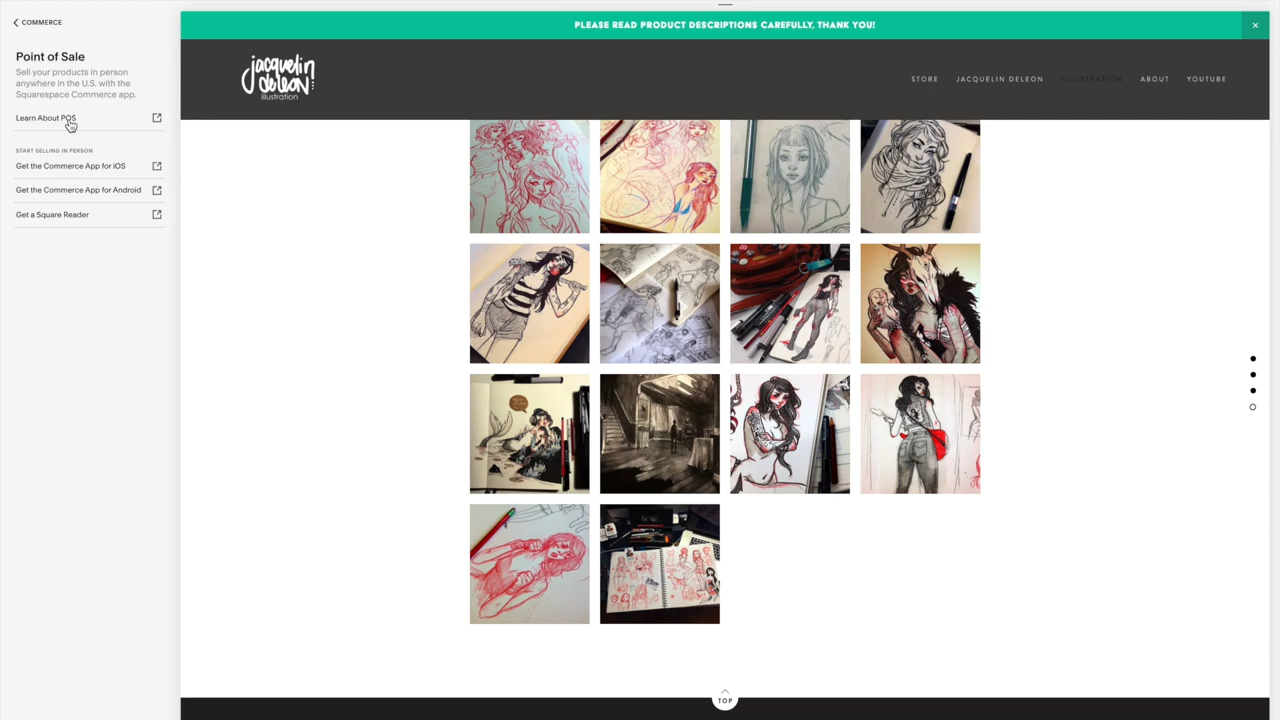 COMMERCE
Point of Sale
Sell your products in person
anywhere in the U.S. with the
Squarespace Commerce app.
Learn About POS
START SELLING IN PERSON:
Get the Commerce App for iOS
Get the Commerce App for Android
Get a Square Reader
PLEASE READ PRODUCT DESCRIPTIONS CAREFULLY, THANK YOU!
jacquelin
deleon
illustration
STORE JACQUELIN DELEON ILLUSTRATION ABOUT YOUTUBE
TOP